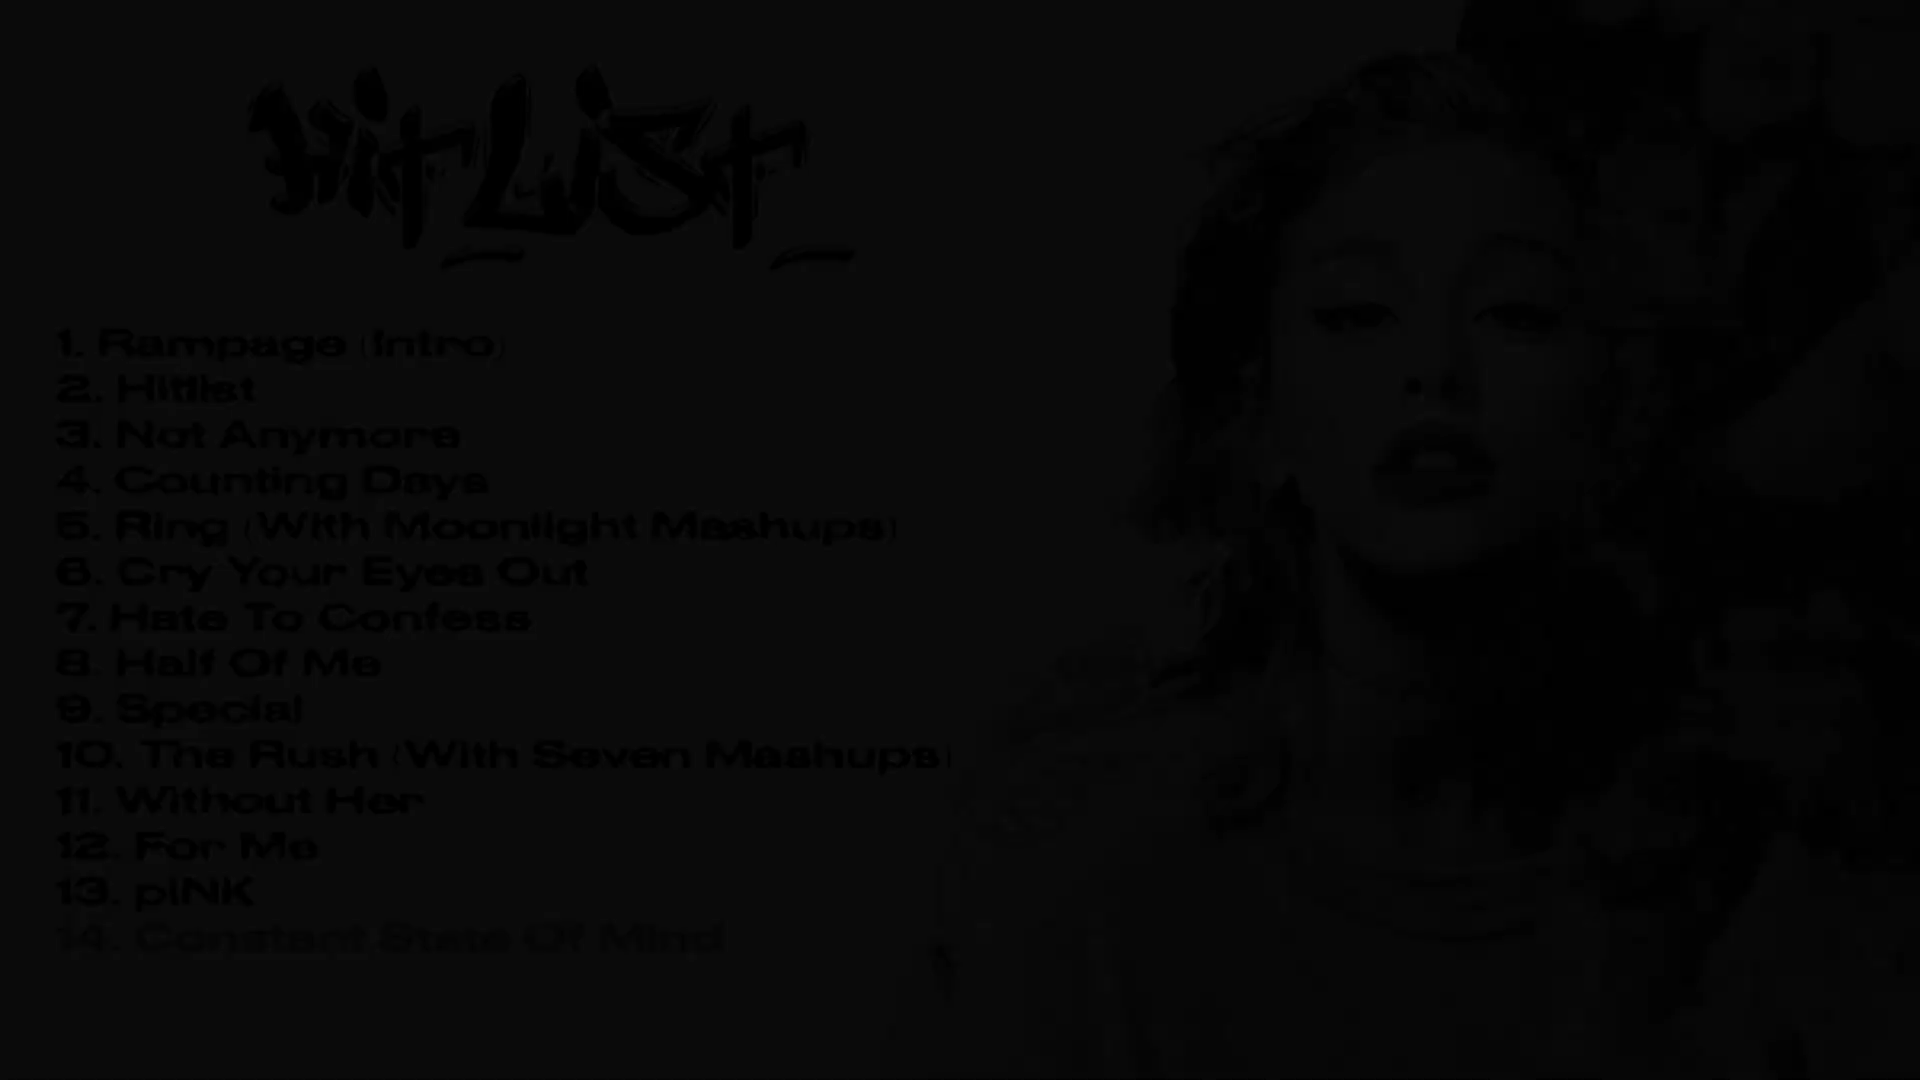 Hit List
1. Rampage (Intro)
2. Hitlist
3. Not Anymore
4. Counting Days
5. Ring (With Moonlight Mashups)
6. Cry Your Eyes Out
7. Hate To Confess
8. Half Of Me
9. Special
10. The Rush (With Seven Mashups)
11. Without Her
12. For Me
13. piNK
14. Constant State Of Mind